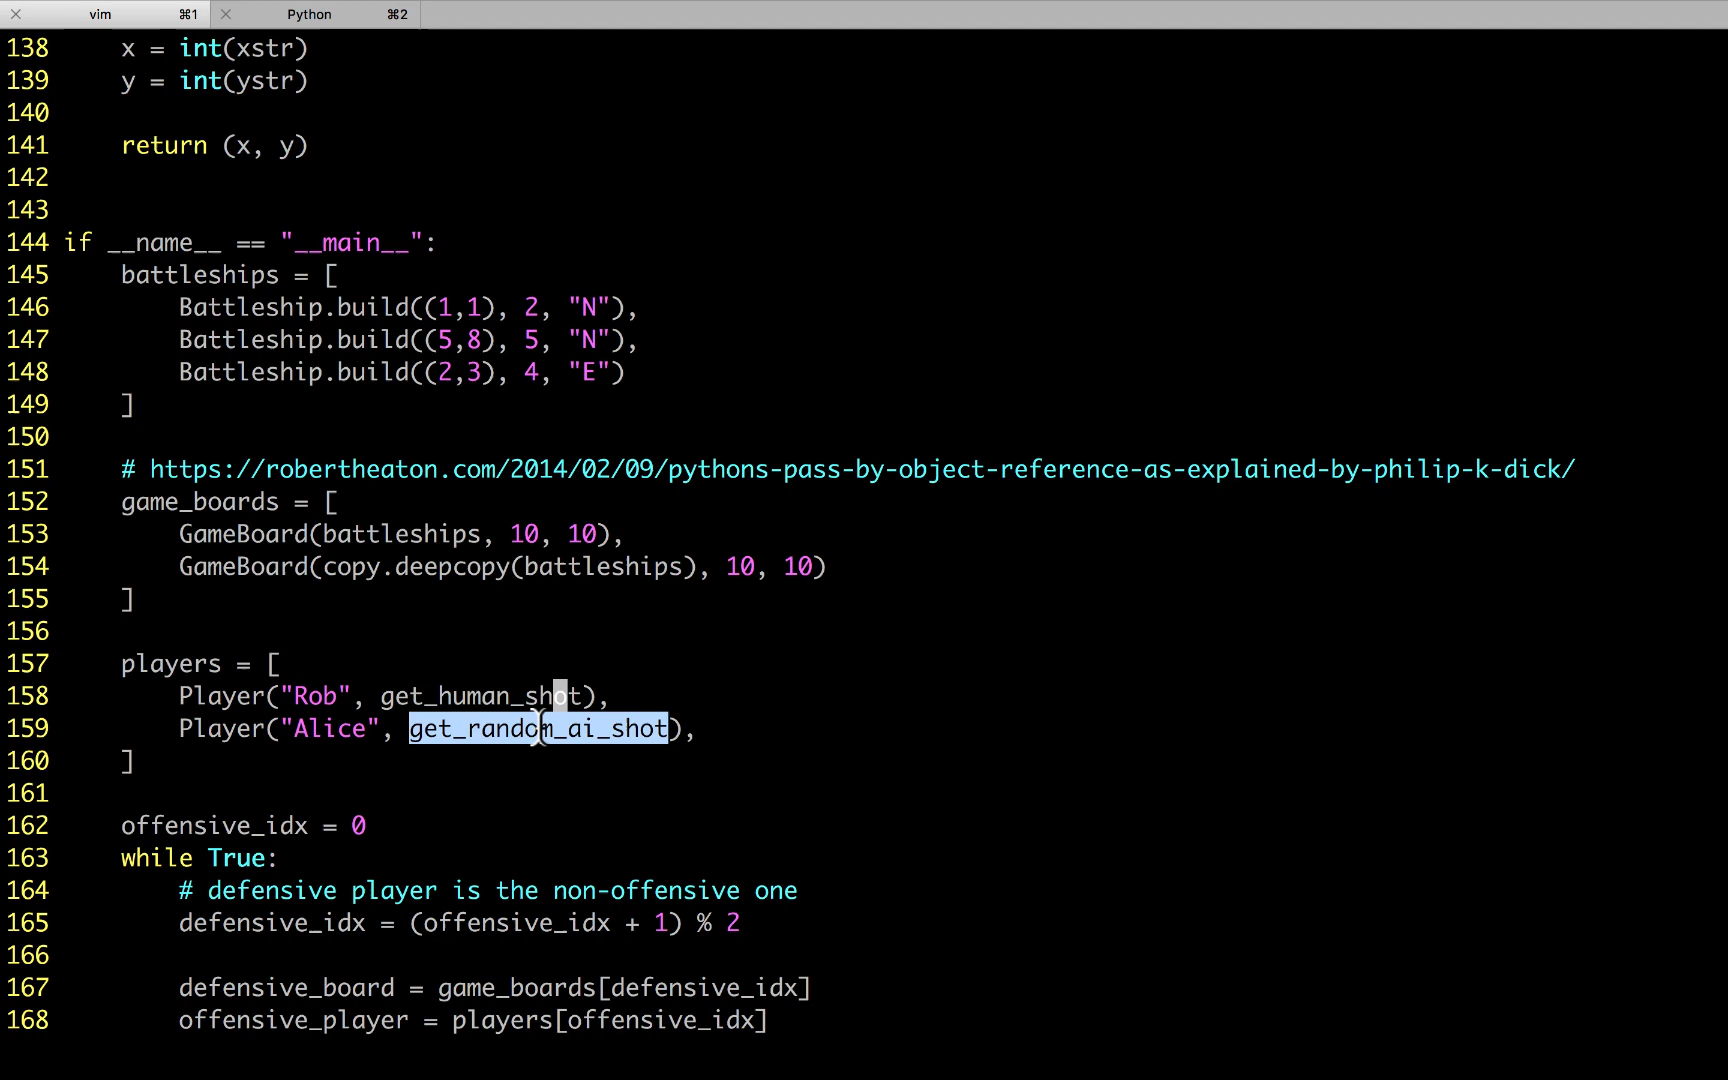 vim ⌘1 Python ⌘2
138 x = int(xstr)
139 y = int(ystr)
140
141 return (x, y)
142
143
144 if __name__ == "__main__":
145 battleships = [
146 Battleship.build((1,1), 2, "N"),
147 Battleship.build((5,8), 5, "N"),
148 Battleship.build((2,3), 4, "E")
149 ]
150
151 # https://robertheaton.com/2014/02/09/pythons-pass-by-object-reference-as-explained-by-philip-k-dick/
152 game_boards = [
153 GameBoard(battleships, 10, 10),
154 GameBoard(copy.deepcopy(battleships), 10, 10)
155 ]
156
157 players = [
158 Player("Rob", get_human_shot),
159 Player("Alice", get_random_ai_shot),
160 ]
161
162 offensive_idx = 0
163 while True:
164 # defensive player is the non-offensive one
165 defensive_idx = (offensive_idx + 1) % 2
166
167 defensive_board = game_boards[defensive_idx]
168 offensive_player = players[offensive_idx]